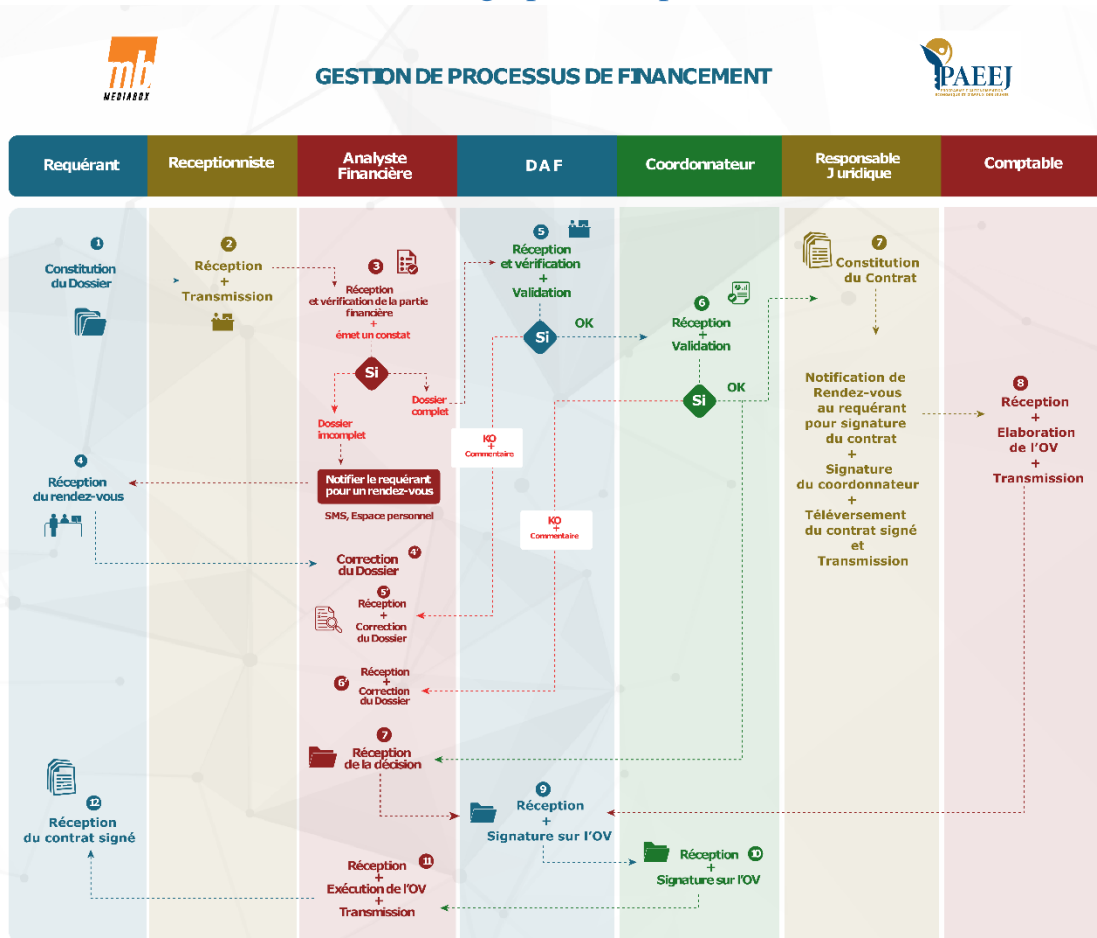 mb
MEDIABOX
GESTION DE PROCESSUS DE FINANCEMENT
PAEEJ
Requérant
Receptionniste
Analyste
Financière
DAF
Coordonnateur
Responsable
Juridique
Comptable
1
Constitution
du Dossier
2
Réception
+
Transmission
3
Réception
et vérification de la partie
financière
+
émet un constat
Si
Dossier
imcomplet
Dossier
complet
Notifier le requérant
pour un rendez-vous
SMS, Espace personnel
4
Réception
du rendez-vous
Correction 4'
du Dossier
5
Réception
et vérification
+
Validation
Si
OK
KO
+
Commentaire
5'
Réception
+
Correction
du Dossier
6
Réception
+
Validation
Si
OK
KO
+
Commentaire
6'
Réception
+
Correction
du Dossier
7
Réception
de la décision
7
Constitution
du Contrat
Notification de
Rendez-vous
au requérant
pour signature
du contrat
+
Signature
du coordonneteur
+
Téléversement
du contrat signé
et
Transmission
8
Réception
+
Elaboration
de l'OV
+
Transmission
9
Réception
+
Signature sur l'OV
Réception 10
+
Signature sur l'OV
Réception 11
+
Exécution de l'OV
+
Transmission
12
Réception
du contrat signé